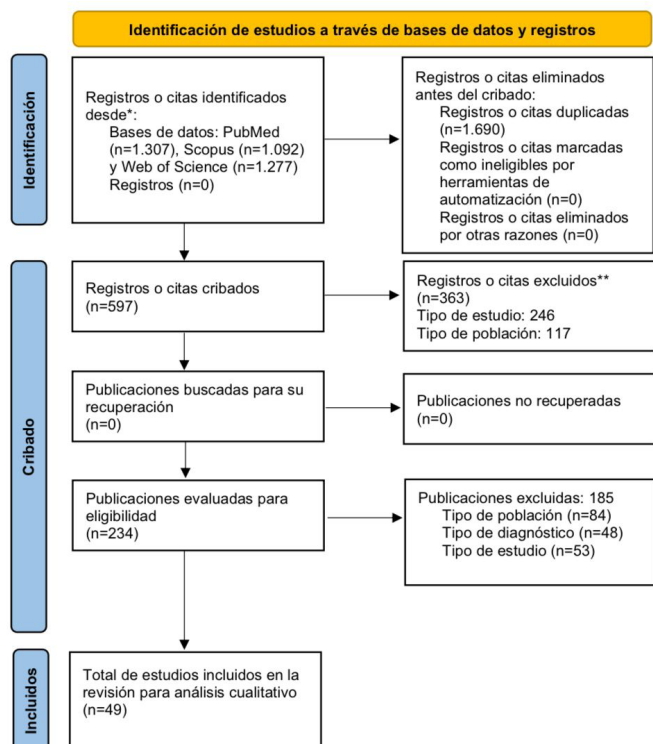 Identificación de estudios a través de bases de datos y registros
Identificación
Registros o citas identificados
desde*:
Bases de datos: PubMed
(n=1.307), Scopus (n=1.092)
y Web of Science (n=1.277)
Registros (n=0)
Registros o citas eliminados
antes del cribado:
Registros o citas duplicadas
(n=1.690)
Registros o citas marcadas
como ineligibles por
herramientas de
automatización (n=0)
Registros o citas eliminados
por otras razones (n=0)
Cribado
Registros o citas cribados
(n=597)
Registros o citas excluidos**
(n=363)
Tipo de estudio: 246
Tipo de población: 117
Publicaciones buscadas para su
recuperación
(n=0)
Publicaciones no recuperadas
(n=0)
Publicaciones evaluadas para
eligibilidad
(n=234)
Publicaciones excluidas: 185
Tipo de población (n=84)
Tipo de diagnóstico (n=48)
Tipo de estudio (n=53)
Incluidos
Total de estudios incluidos en la
revisión para análisis cualitativo
(n=49)